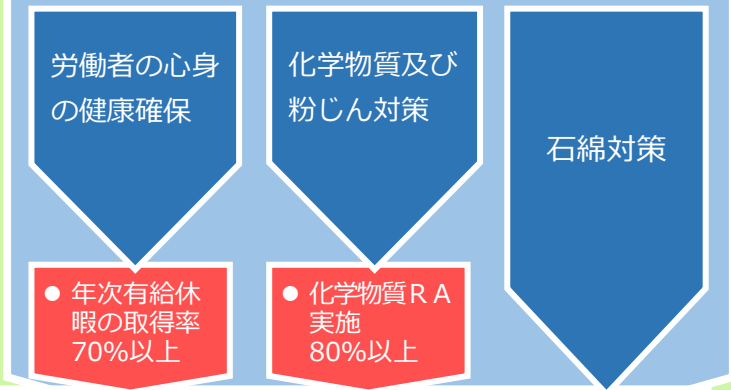 労働者の心身
の健康確保
化学物質及び
粉じん対策
石綿対策
● 年次有給休
暇の取得率
70%以上
● 化学物質ＲＡ
実施
80%以上